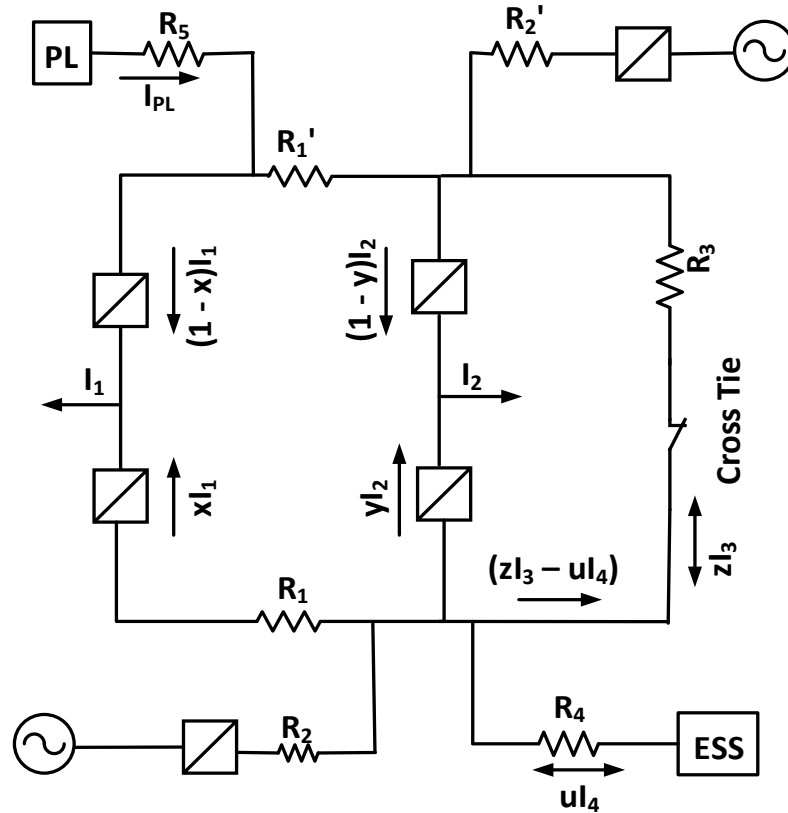 R₅
R₂'
PL
I_PL
R₁'
(1 - x)I₁
(1 - y)I₂
R₃
I₁
I₂
Cross Tie
xI₁
yI₂
zI₃
(zI₃ – uI₄)
R₁
R₂
R₄
ESS
uI₄